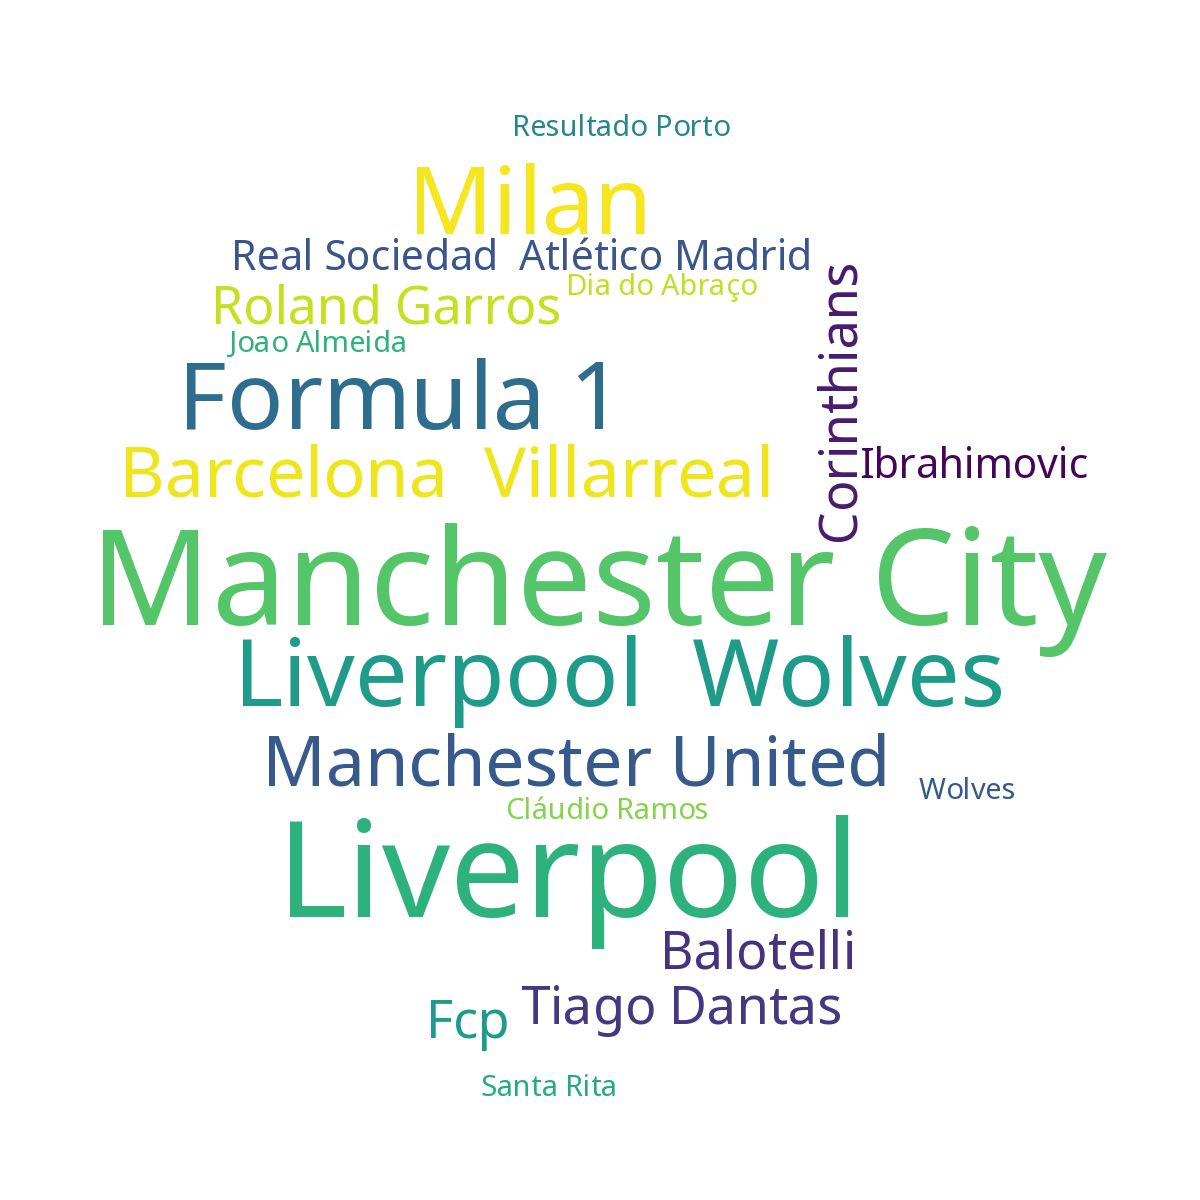 Resultado Porto
Milan
Real Sociedad Atlético Madrid
Dia do Abraço
Roland Garros
Joao Almeida
Formula 1
Corinthians
Barcelona Villarreal
Ibrahimovic
Manchester City
Liverpool Wolves
Manchester United
Wolves
Cláudio Ramos
Liverpool
Balotelli
Tiago Dantas
Fcp
Santa Rita